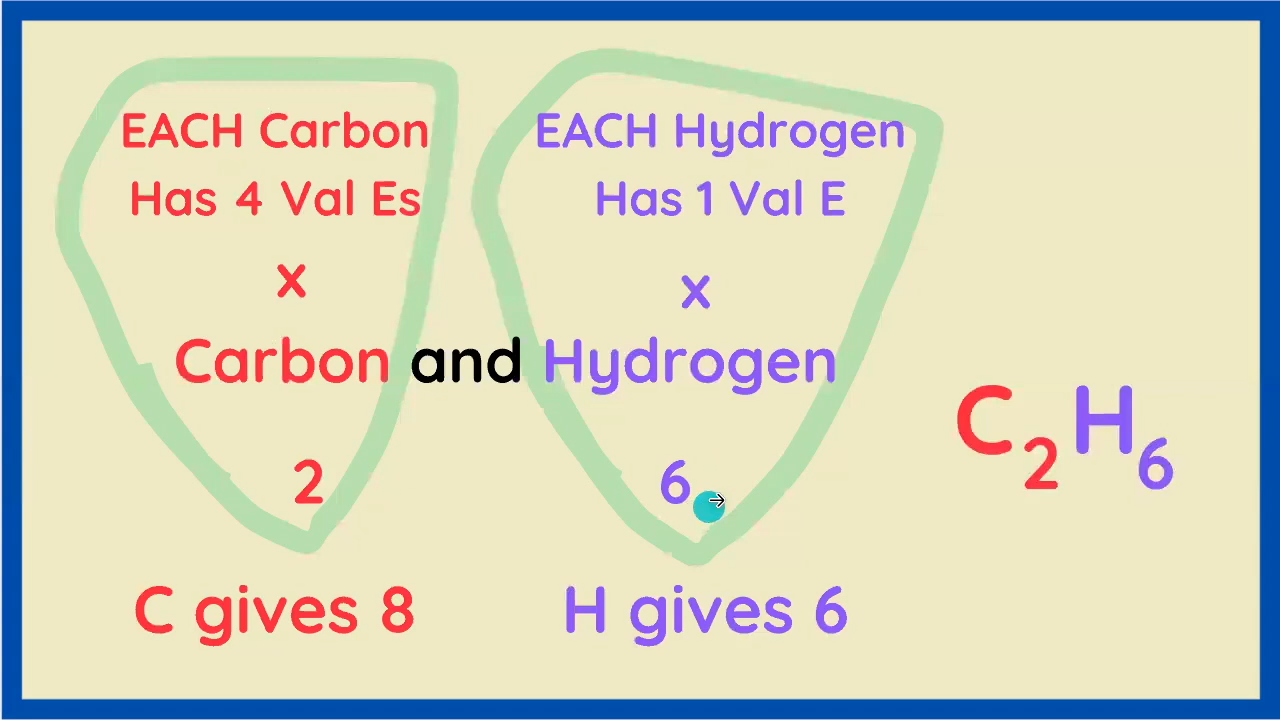 EACH Carbon
Has 4 Val Es
x
EACH Hydrogen
Has 1 Val E
x
Carbon and Hydrogen
2
6
C gives 8
H gives 6
C2H6